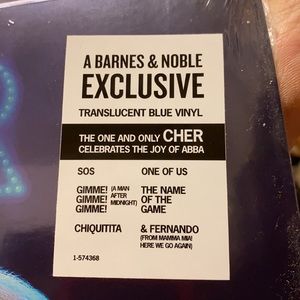 A BARNES & NOBLE
EXCLUSIVE
TRANSLUCENT BLUE VINYL
THE ONE AND ONLY CHER
CELEBRATES THE JOY OF ABBA
SOS
ONE OF US
GIMME! (A MAN
GIMME! AFTER
GIMME! MIDNIGHT)
THE NAME
OF THE
GAME
CHIQUITITA
& FERNANDO
(FROM MAMMA MIA!
HERE WE GO AGAIN)
1-574368